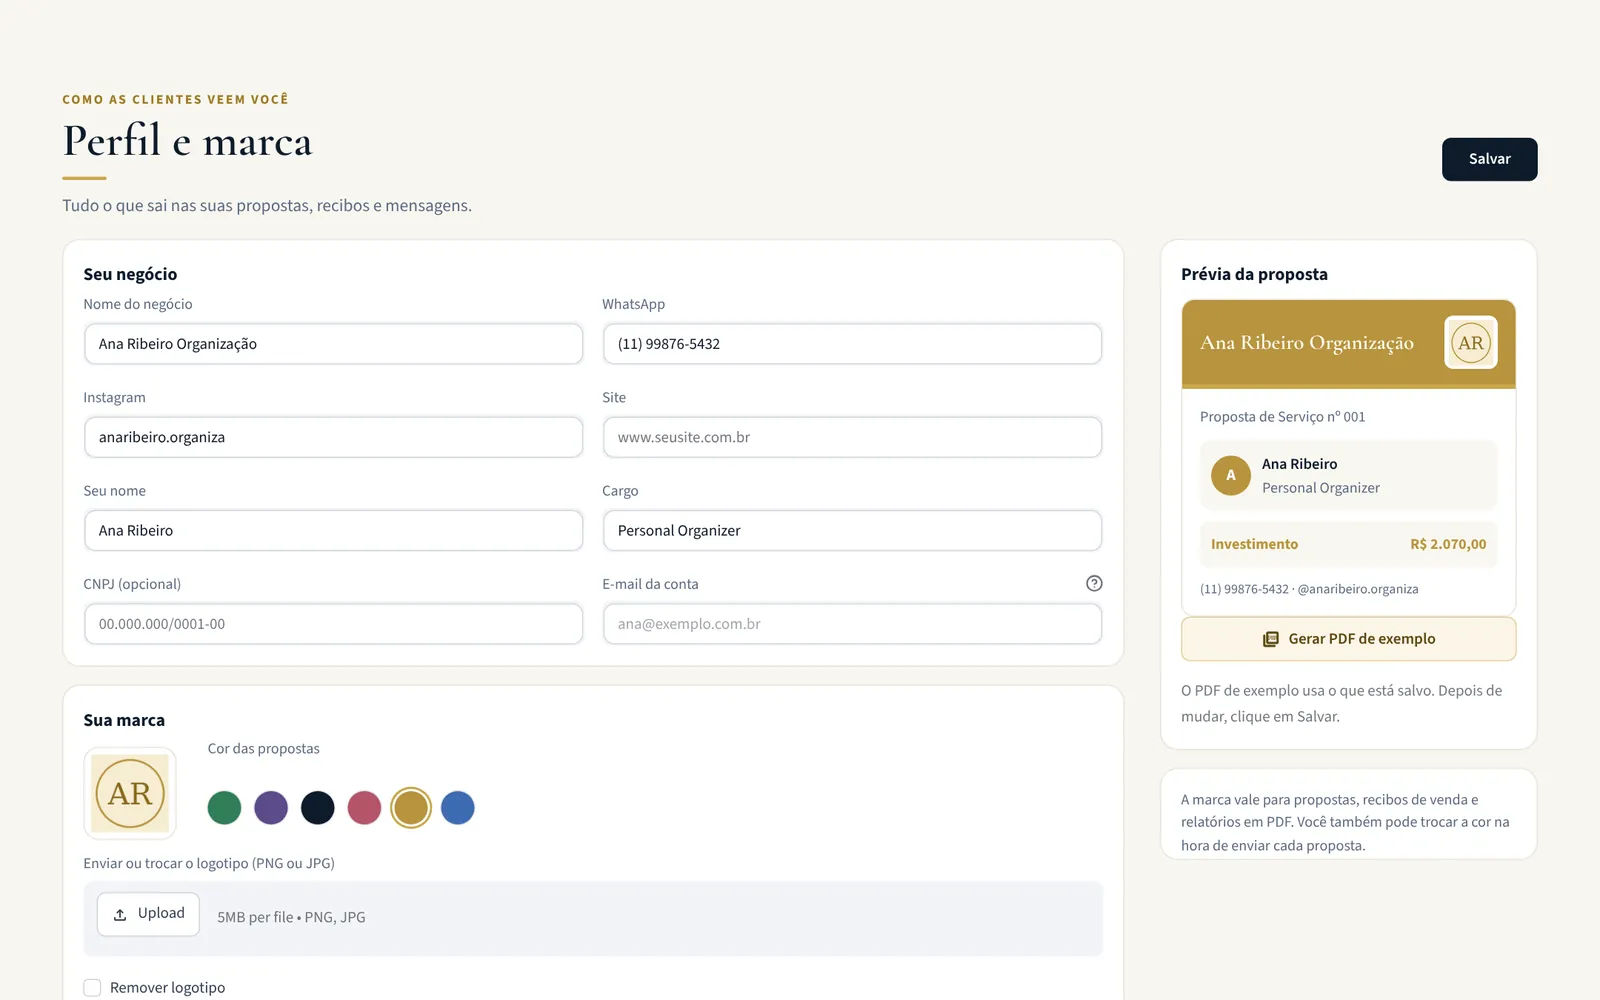 COMO AS CLIENTES VEEM VOCÊ
Perfil e marca
Salvar
Tudo o que sai nas suas propostas, recibos e mensagens.
Seu negócio
Nome do negócio
WhatsApp
Ana Ribeiro Organização
(11) 99876-5432
Instagram
Site
anaribeiro.organiza
www.seusite.com.br
Seu nome
Cargo
Ana Ribeiro
Personal Organizer
CNPJ (opcional)
E-mail da conta
00.000.000/0001-00
ana@exemplo.com.br
Sua marca
AR
Cor das propostas
Enviar ou trocar o logotipo (PNG ou JPG)
Upload
5MB per file • PNG, JPG
Remover logotipo
Prévia da proposta
Ana Ribeiro Organização
AR
Proposta de Serviço nº 001
A
Ana Ribeiro
Personal Organizer
Investimento
R$ 2.070,00
(11) 99876-5432 · @anaribeiro.organiza
Gerar PDF de exemplo
O PDF de exemplo usa o que está salvo. Depois de
mudar, clique em Salvar.
A marca vale para propostas, recibos de venda e
relatórios em PDF. Você também pode trocar a cor na
hora de enviar cada proposta.